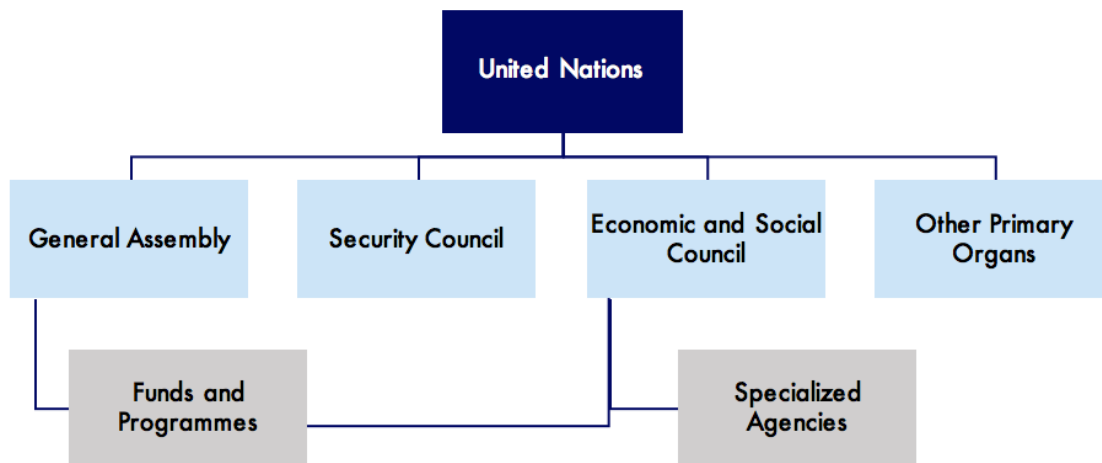 United Nations
General Assembly
Security Council
Economic and Social
Council
Other Primary
Organs
Funds and
Programmes
Specialized
Agencies